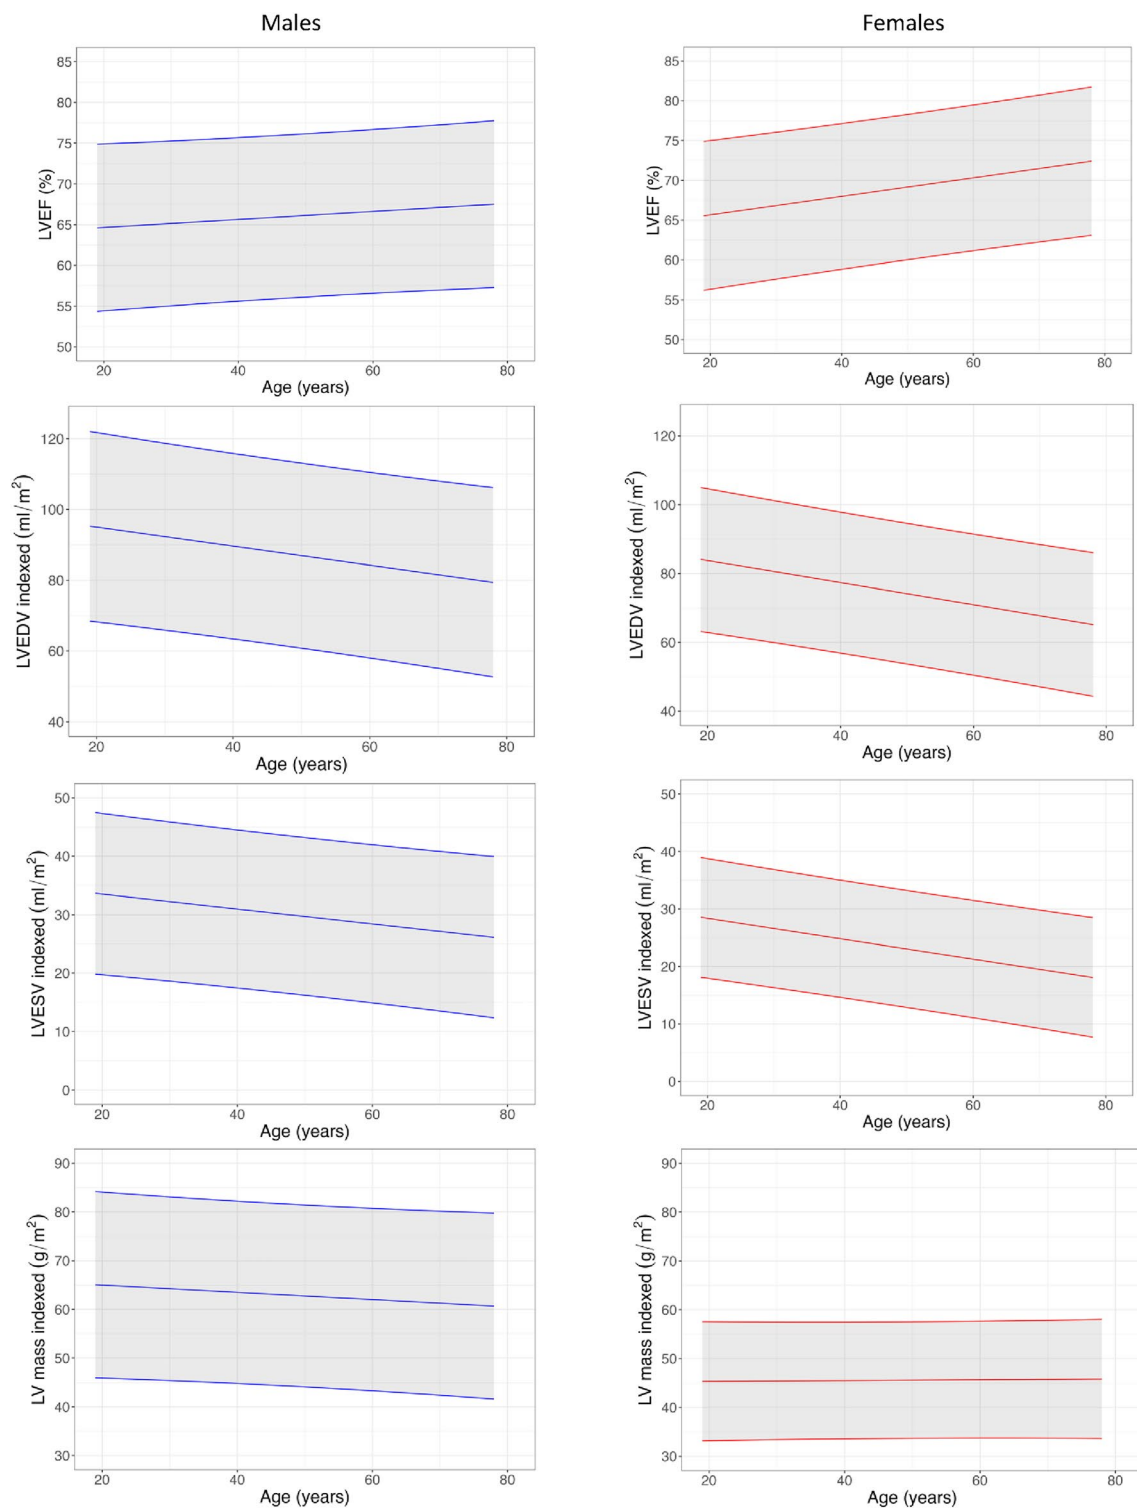 Males
Females
85
80
75
70
65
60
55
50
LVEF (%)
20 40 60 80
Age (years)
85
80
75
70
65
60
55
50
LVEF (%)
20 40 60 80
Age (years)
120
100
80
60
40
LVEDV indexed (ml/m²)
20 40 60 80
Age (years)
120
100
80
60
40
LVEDV indexed (ml/m²)
20 40 60 80
Age (years)
50
40
30
20
10
0
LVESV indexed (ml/m²)
20 40 60 80
Age (years)
50
40
30
20
10
0
LVESV indexed (ml/m²)
20 40 60 80
Age (years)
90
80
70
60
50
40
30
LV mass indexed (g/m²)
20 40 60 80
Age (years)
90
80
70
60
50
40
30
LV mass indexed (g/m²)
20 40 60 80
Age (years)